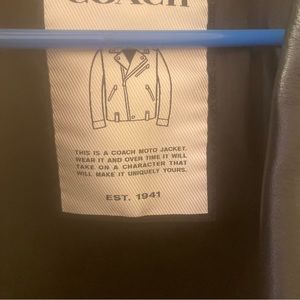 COACH
THIS IS A COACH MOTO JACKET.
WEAR IT AND OVER TIME IT WILL
TAKE ON A CHARACTER THAT
WILL MAKE IT UNIQUELY YOURS.
EST. 1941